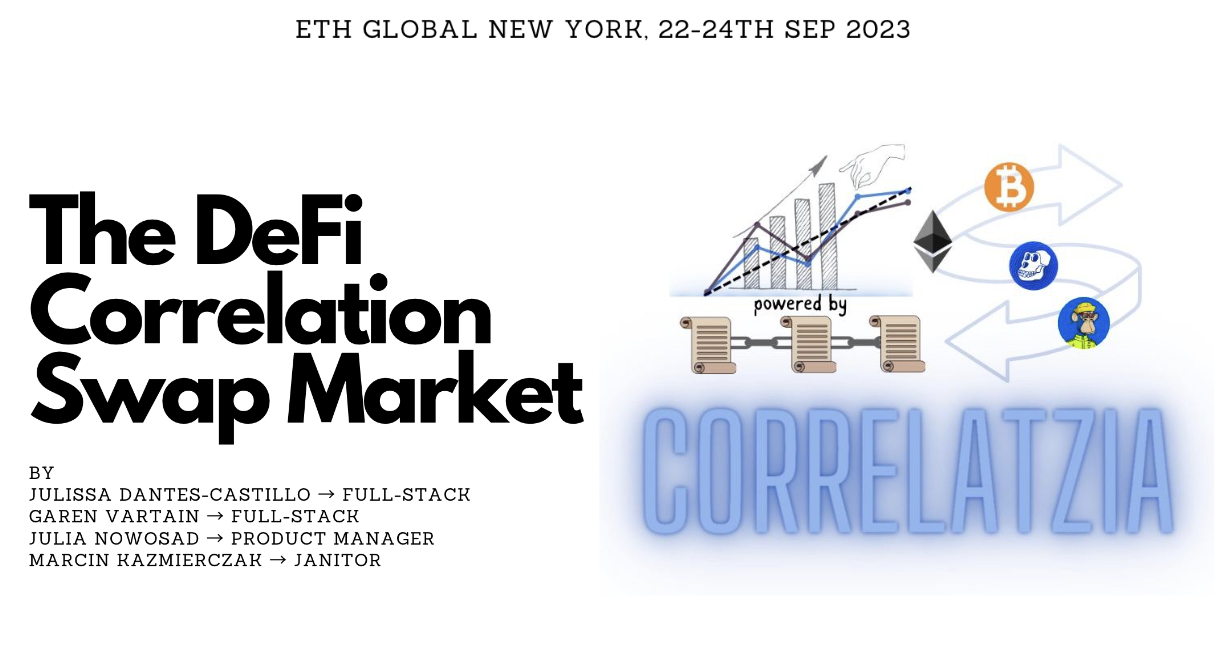 ETH GLOBAL NEW YORK, 22-24TH SEP 2023
The DeFi
Correlation
Swap Market
BY
JULISSA DANTES-CASTILLO → FULL-STACK
GAREN VARTAIN → FULL-STACK
JULIA NOWOSAD → PRODUCT MANAGER
MARCIN KAZMIERCZAK → JANITOR
powered by
CORRELATZIA